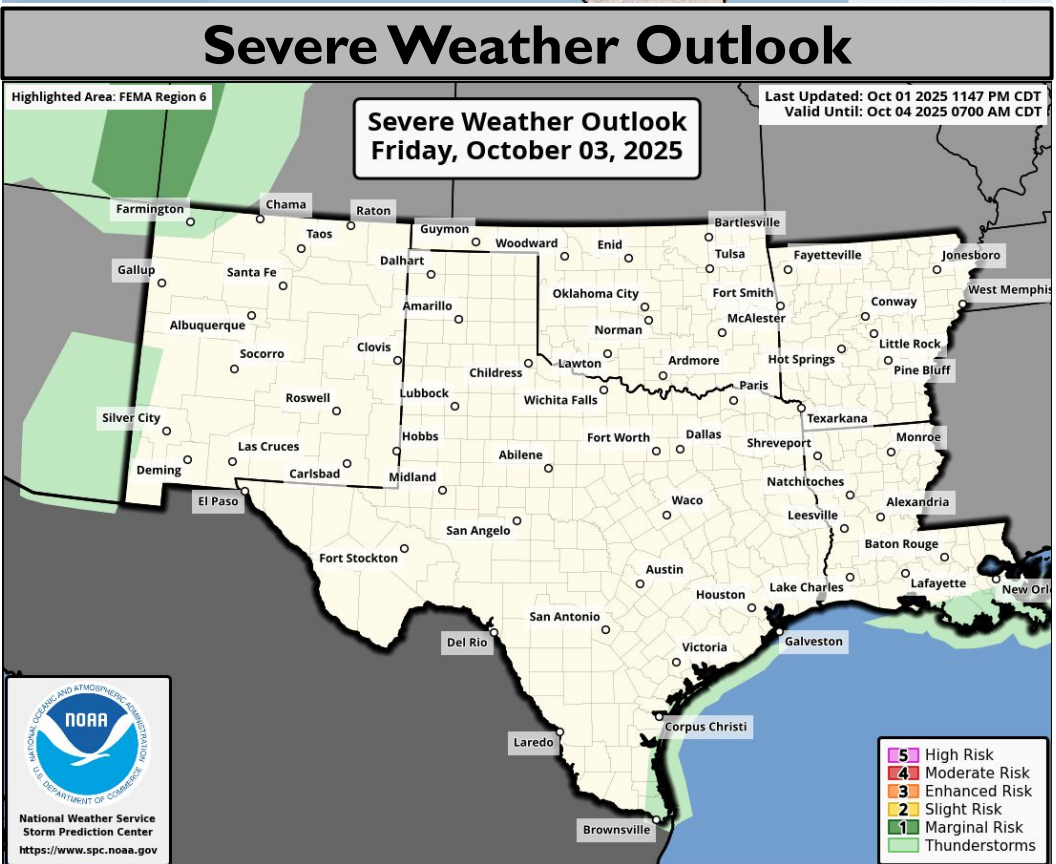 Severe Weather Outlook
Highlighted Area: FEMA Region 6
Severe Weather Outlook
Friday, October 03, 2025
Last Updated: Oct 01 2025 1147 PM CDT
Valid Until: Oct 04 2025 0700 AM CDT
Farmington
Chama
Raton
Taos
Guymon
Woodward
Enid
Bartlesville
Tulsa
Fayetteville
Jonesboro
Gallup
Santa Fe
Dalhart
Amarillo
Oklahoma City
Fort Smith
Conway
West Memphis
Albuquerque
Norman
McAlester
Little Rock
Socorro
Clovis
Childress
Lawton
Ardmore
Hot Springs
Pine Bluff
Roswell
Lubbock
Wichita Falls
Paris
Texarkana
Silver City
Hobbs
Fort Worth
Dallas
Shreveport
Monroe
Las Cruces
Deming
Carlsbad
Midland
Abilene
Natchitoches
El Paso
Waco
Leesville
Alexandria
San Angelo
Baton Rouge
Fort Stockton
Austin
Houston
Lake Charles
Lafayette
New Orl
San Antonio
Del Rio
Victoria
Galveston
Corpus Christi
Laredo
Brownsville
NATIONAL OCEANIC AND ATMOSPHERIC ADMINISTRATION
NOAA
U.S. DEPARTMENT OF COMMERCE
National Weather Service
Storm Prediction Center
https://www.spc.noaa.gov
5 High Risk
4 Moderate Risk
3 Enhanced Risk
2 Slight Risk
1 Marginal Risk
Thunderstorms